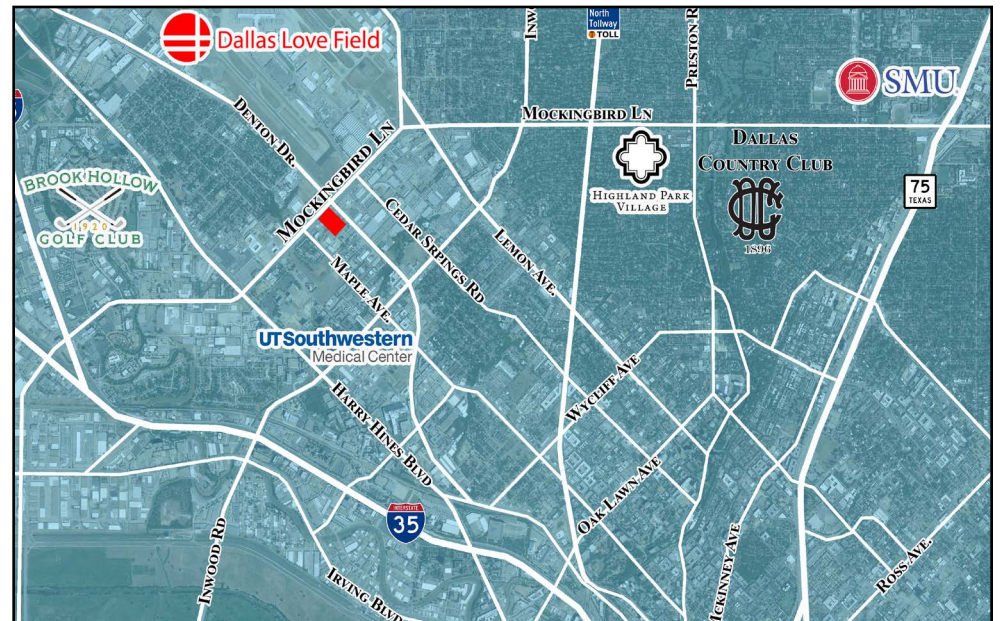 North
Tollway
TOLL
INW
PRESTON R
Dallas Love Field
SMU
DENTON DR.
MOCKINGBIRD LN
MOCKINGBIRD LN
DALLAS
COUNTRY CLUB
1896
HIGHLAND PARK
VILLAGE
75
TEXAS
BROOK HOLLOW
1920
GOLF CLUB
CEDAR SRPINGS RD
LEMON AVE.
MAPLE AVE.
UTSouthwestern
Medical Center
WYCLIFF AVE
HARRY HINES BLVD
OAK LAWN AVE
INTERSTATE
35
INWOOD RD
IRVING BLVD
MCKINNEY AVE
ROSS AVE.